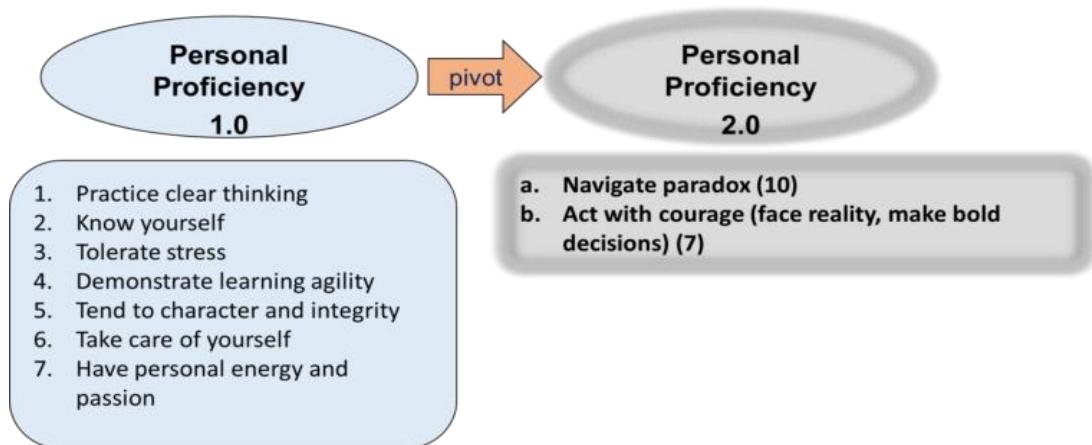 Personal
Proficiency
1.0
pivot
Personal
Proficiency
2.0
1. Practice clear thinking
2. Know yourself
3. Tolerate stress
4. Demonstrate learning agility
5. Tend to character and integrity
6. Take care of yourself
7. Have personal energy and
passion
a. Navigate paradox (10)
b. Act with courage (face reality, make bold
decisions) (7)